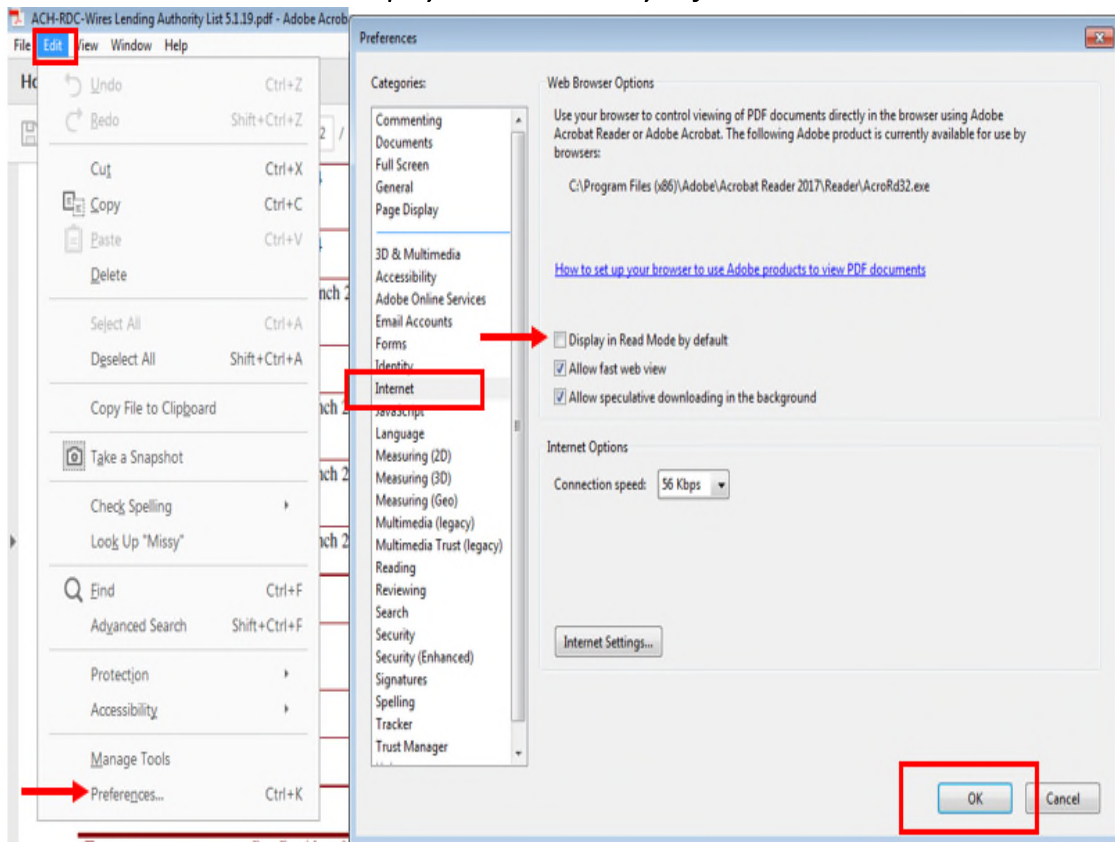 ACH-RDC-Wires Lending Authority List 5.1.19.pdf - Adobe Acrob
File Edit View Window Help
Undo Ctrl+Z
Redo Shift+Ctrl+Z
2 /
Cut Ctrl+X
Copy Ctrl+C
Paste Ctrl+V
Delete
Select All Ctrl+A
Deselect All Shift+Ctrl+A
Copy File to Clipboard
Take a Snapshot
Check Spelling
Look Up "Missy"
Find Ctrl+F
Advanced Search Shift+Ctrl+F
Protection
Accessibility
Manage Tools
Preferences... Ctrl+K
nch 2
nch 2
nch 2
nch 2
Preferences
Categories:
Commenting
Documents
Full Screen
General
Page Display
3D & Multimedia
Accessibility
Adobe Online Services
Email Accounts
Forms
Identity
Internet
JavaScript
Language
Measuring (2D)
Measuring (3D)
Measuring (Geo)
Multimedia (legacy)
Multimedia Trust (legacy)
Reading
Reviewing
Search
Security
Security (Enhanced)
Signatures
Spelling
Tracker
Trust Manager
Web Browser Options
Use your browser to control viewing of PDF documents directly in the browser using Adobe
Acrobat Reader or Adobe Acrobat. The following Adobe product is currently available for use by
browsers:
C:\Program Files (x86)\Adobe\Acrobat Reader 2017\Reader\AcroRd32.exe
How to set up your browser to use Adobe products to view PDF documents
Display in Read Mode by default
Allow fast web view
Allow speculative downloading in the background
Internet Options
Connection speed: 56 Kbps
Internet Settings...
OK Cancel